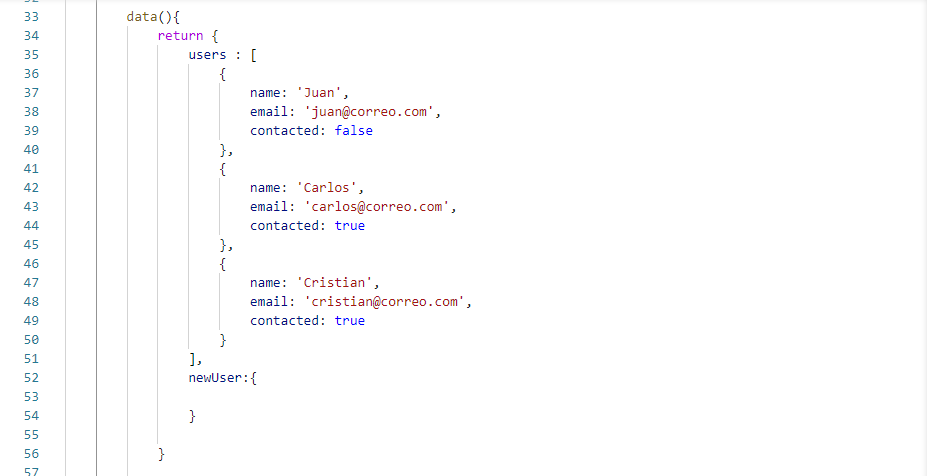 33 data(){
34 return {
35 users : [
36 {
37 name: 'Juan',
38 email: 'juan@correo.com',
39 contacted: false
40 },
41 {
42 name: 'Carlos',
43 email: 'carlos@correo.com',
44 contacted: true
45 },
46 {
47 name: 'Cristian',
48 email: 'cristian@correo.com',
49 contacted: true
50 }
51 ],
52 newUser:{
53
54 }
55
56 }
57